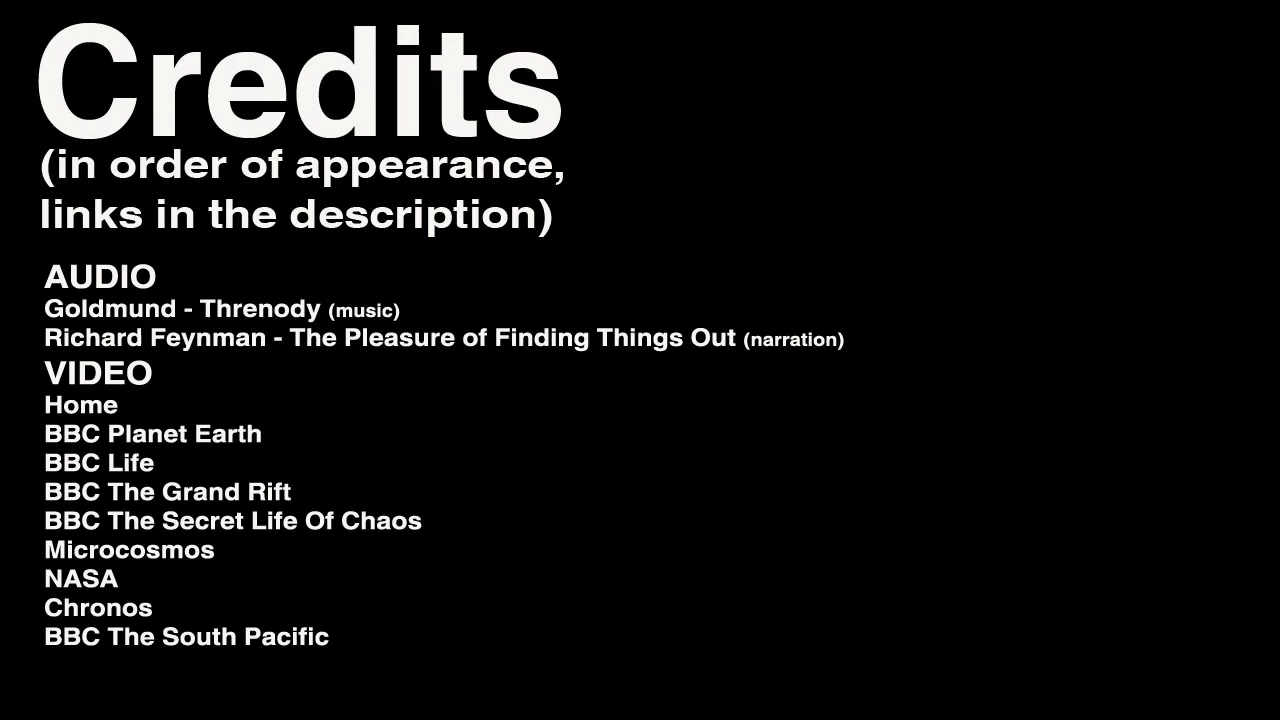 Credits
(in order of appearance,
links in the description)
AUDIO
Goldmund - Threnody (music)
Richard Feynman - The Pleasure of Finding Things Out (narration)
VIDEO
Home
BBC Planet Earth
BBC Life
BBC The Grand Rift
BBC The Secret Life Of Chaos
Microcosmos
NASA
Chronos
BBC The South Pacific